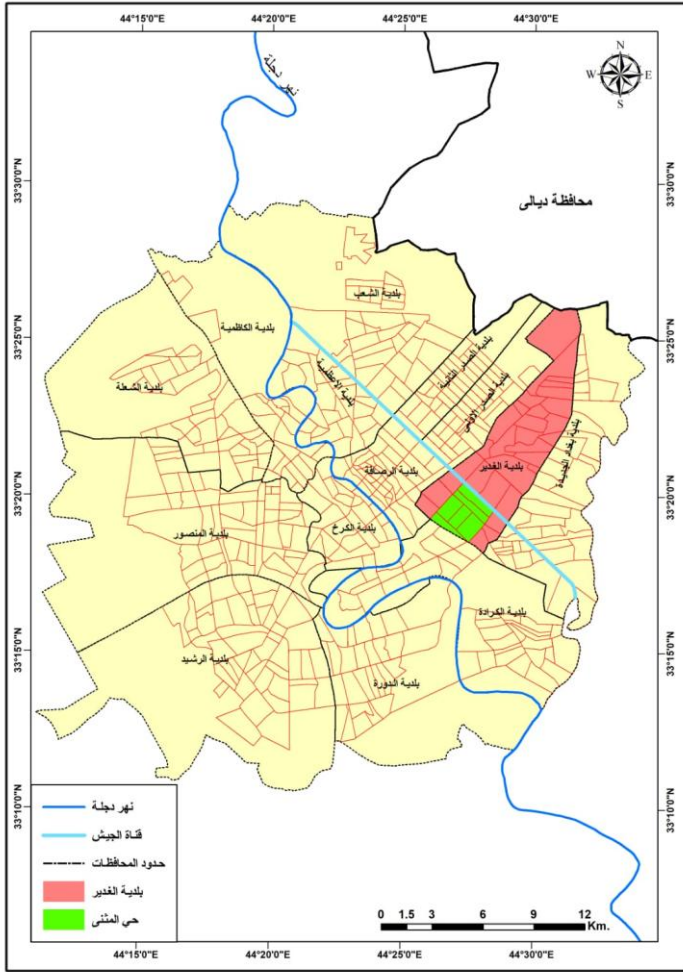 44°15'0"E 44°20'0"E 44°25'0"E 44°30'0"E
N
W E
S
نهر دجلة
33°30'0"N 33°30'0"N
محافظة ديالى
بلدية الشعب
بلدية الكاظمية
33°25'0"N 33°25'0"N
بلدية الصدر الثانية
بلدية الاعظمية
بلدية الشعلة
بلدية الصدر الاولى
بلدية بغداد الجديدة
بلدية الغدير
بلدية الرصافة
33°20'0"N 33°20'0"N
بلدية الكرخ
بلدية المنصور
بلدية الكرادة
33°15'0"N 33°15'0"N
بلدية الرشيد
بلدية الدورة
33°10'0"N 33°10'0"N
نهر دجلة
قناة الجيش
حدود المحافظات
بلدية الغدير
حي المثنى
0 1.5 3 6 9 12
Km.
44°15'0"E 44°20'0"E 44°25'0"E 44°30'0"E